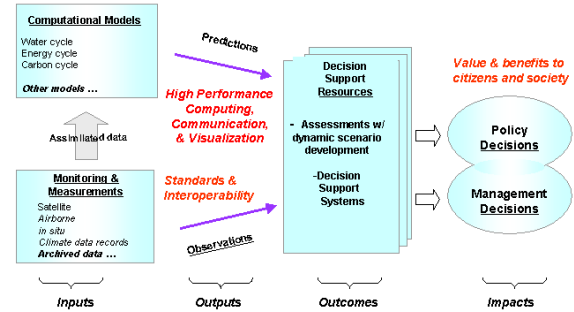 Computational Models
Water cycle
Energy cycle
Carbon cycle
Other models ...
Assimilated data
Monitoring &
Measurements
Satellite
Airborne
in situ
Climate data records
Archived data ...
Inputs
Predictions
High Performance
Computing,
Communication,
& Visualization
Standards &
Interoperability
Observations
Outputs
Decision
Support
Resources
- Assessments w/
dynamic scenario
development
-Decision
Support
Systems
Outcomes
Value & benefits to
citizens and society
Policy
Decisions
Management
Decisions
Impacts